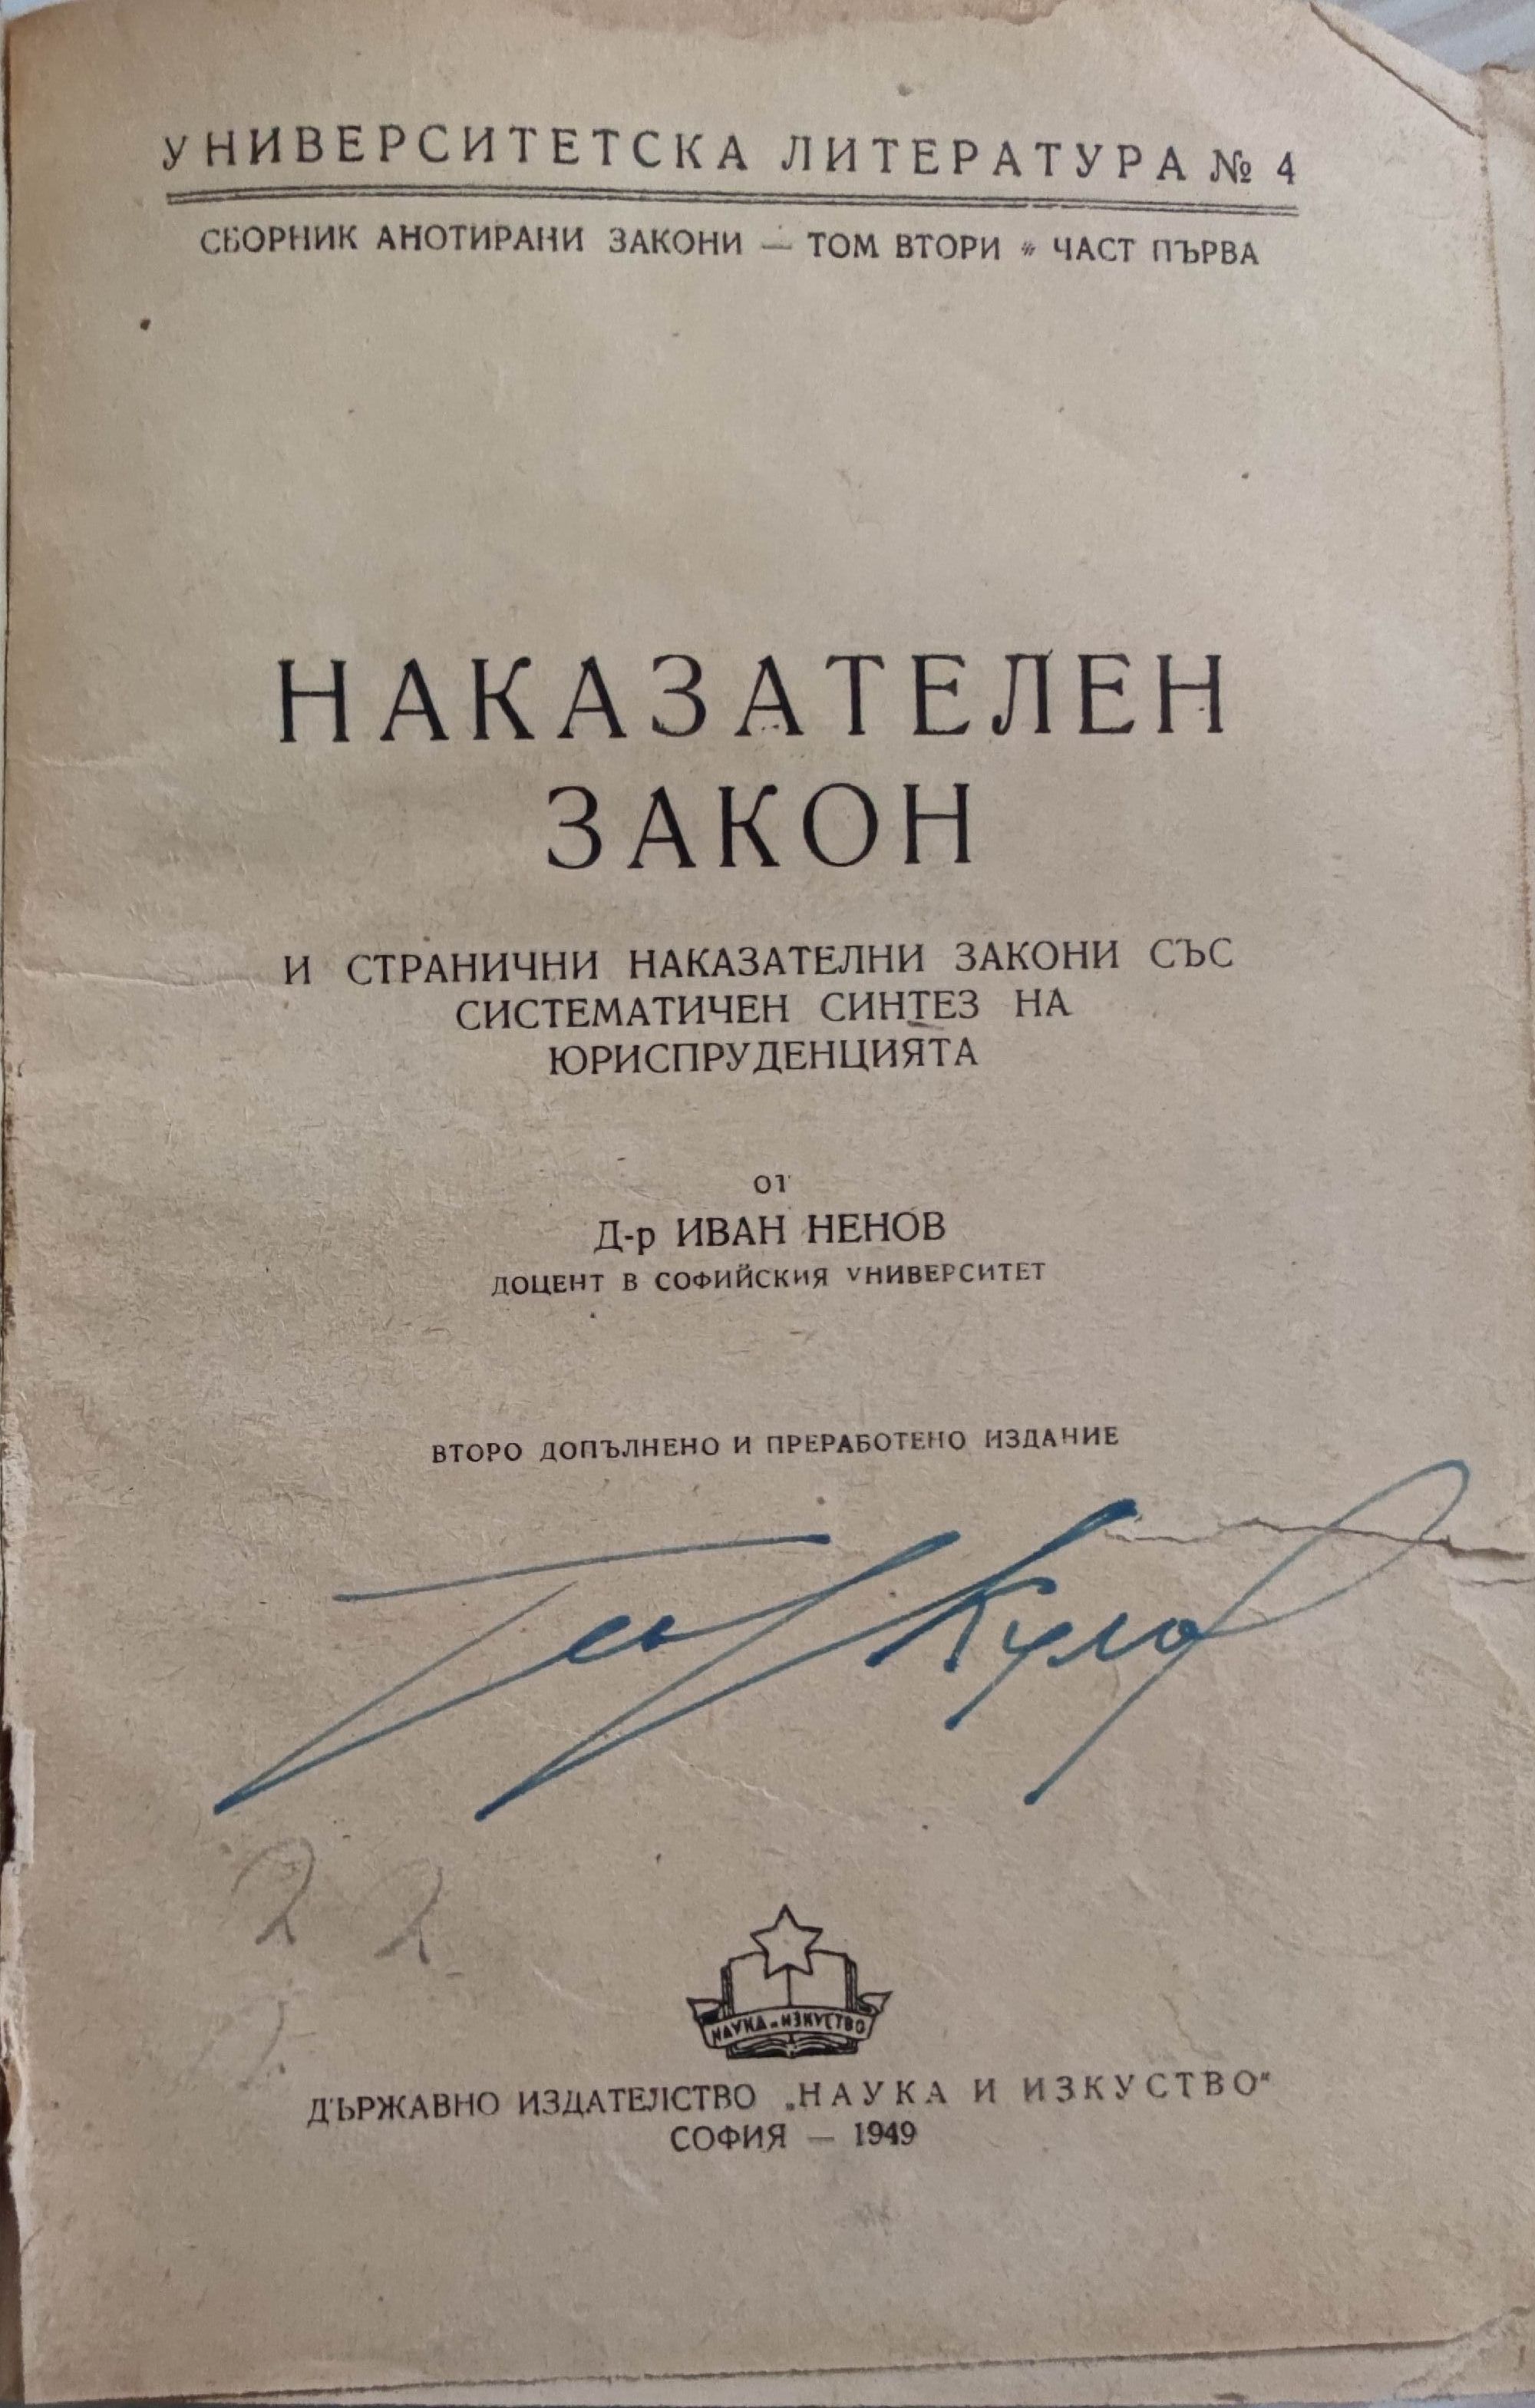 УНИВЕРСИТЕТСКА ЛИТЕРАТУРА № 4
СБОРНИК АНОТИРАНИ ЗАКОНИ — ТОМ ВТОРИ * ЧАСТ ПЪРВА
НАКАЗАТЕЛЕН
ЗАКОН
И СТРАНИЧНИ НАКАЗАТЕЛНИ ЗАКОНИ СЪС
СИСТЕМАТИЧЕН СИНТЕЗ НА
ЮРИСПРУДЕНЦИЯТА
от
Д-р ИВАН НЕНОВ
ДОЦЕНТ В СОФИЙСКИЯ УНИВЕРСИТЕТ
ВТОРО ДОПЪЛНЕНО И ПРЕРАБОТЕНО ИЗДАНИЕ
22
НАУКА и ИЗКУСТВО
ДЪРЖАВНО ИЗДАТЕЛСТВО „НАУКА И ИЗКУСТВО"
СОФИЯ — 1949